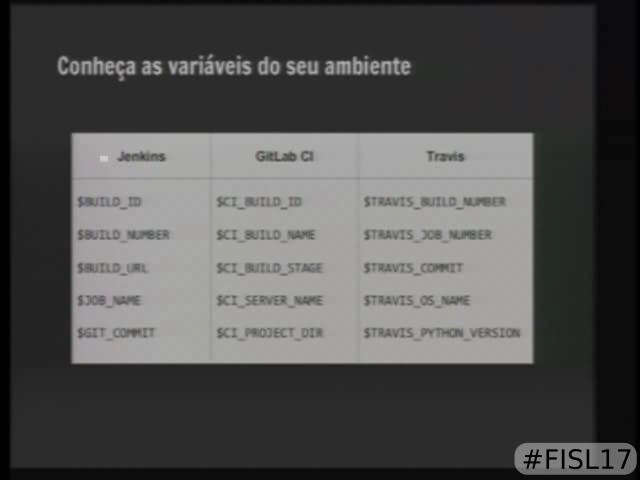 Conheça as variáveis do seu ambiente
Jenkins GitLab CI Travis
$BUILD_ID $CI_BUILD_ID $TRAVIS_BUILD_NUMBER
$BUILD_NUMBER $CI_BUILD_NAME $TRAVIS_JOB_NUMBER
$BUILD_URL $CI_BUILD_STAGE $TRAVIS_COMMIT
$JOB_NAME $CI_SERVER_NAME $TRAVIS_OS_NAME
$GIT_COMMIT $CI_PROJECT_DIR $TRAVIS_PYTHON_VERSION
#FISL17